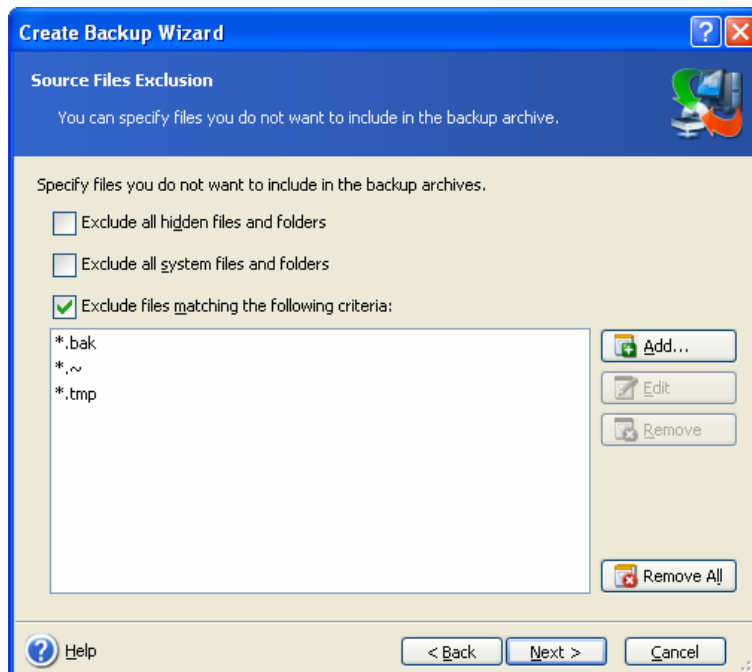 Create Backup Wizard
Source Files Exclusion
You can specify files you do not want to include in the backup archive.
Specify files you do not want to include in the backup archives.
Exclude all hidden files and folders
Exclude all system files and folders
Exclude files matching the following criteria:
*.bak
*.~
*.tmp
Add...
Edit
Remove
Remove All
Help
< Back
Next >
Cancel